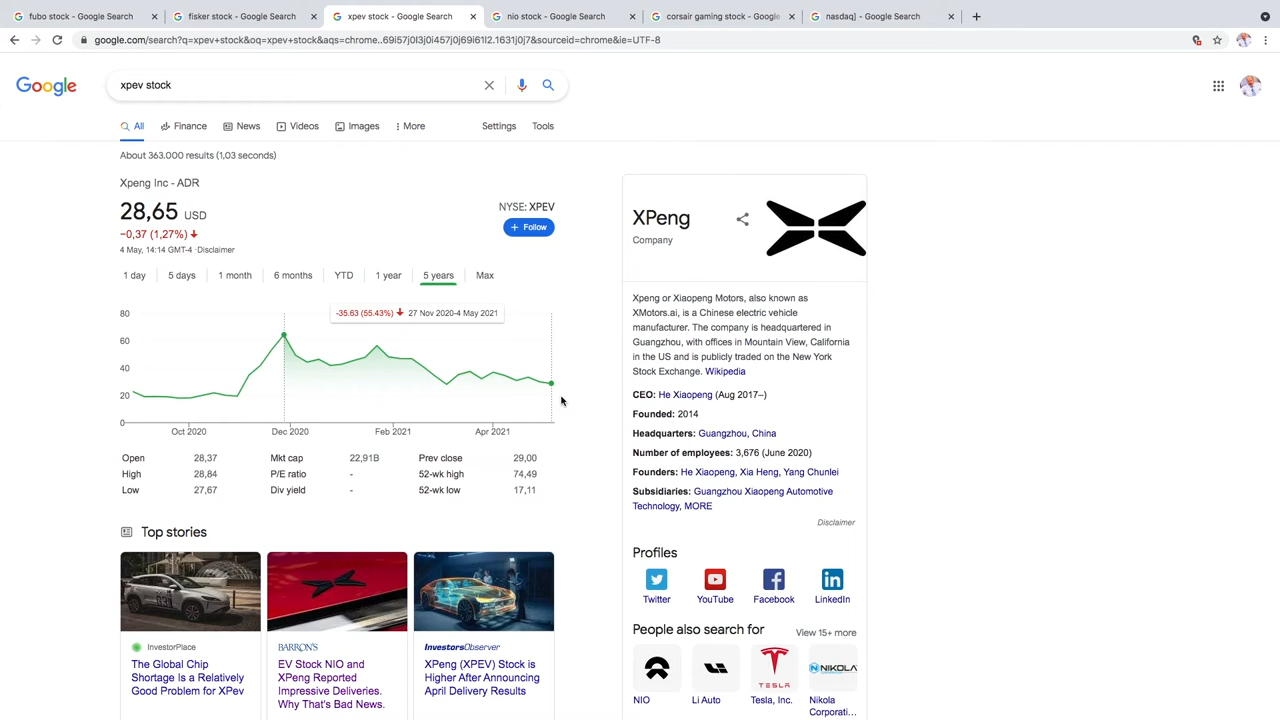 fubo stock - Google Search
fisker stock - Google Search
xpev stock - Google Search
nio stock - Google Search
corsair gaming stock - Google
nasdaq] - Google Search
google.com/search?q=xpev+stock&oq=xpev+stock&aqs=chrome..69i57j0l3j0i457j0j69i61l2.1631j0j7&sourceid=chrome&ie=UTF-8
Google
xpev stock
All
Finance
News
Videos
Images
More
Settings
Tools
About 363.000 results (1,03 seconds)
Xpeng Inc - ADR
28,65 USD
−0,37 (1,27%)
4 May, 14:14 GMT-4 ·Disclaimer
NYSE: XPEV
+ Follow
1 day
5 days
1 month
6 months
YTD
1 year
5 years
Max
-35.63 (55.43%) 27 Nov 2020-4 May 2021
80
60
40
20
0
Oct 2020
Dec 2020
Feb 2021
Apr 2021
Open 28,37
Mkt cap 22,91B
Prev close 29,00
High 28,84
P/E ratio -
52-wk high 74,49
Low 27,67
Div yield -
52-wk low 17,11
Top stories
InvestorPlace
The Global Chip
Shortage Is a Relatively
Good Problem for XPev
BARRON'S
EV Stock NIO and
XPeng Reported
Impressive Deliveries.
Why That's Bad News.
InvestorsObserver
XPeng (XPEV) Stock is
Higher After Announcing
April Delivery Results
XPeng
Company
Xpeng or Xiaopeng Motors, also known as
XMotors.ai, is a Chinese electric vehicle
manufacturer. The company is headquartered in
Guangzhou, with offices in Mountain View, California
in the US and is publicly traded on the New York
Stock Exchange. Wikipedia
CEO: He Xiaopeng (Aug 2017–)
Founded: 2014
Headquarters: Guangzhou, China
Number of employees: 3,676 (June 2020)
Founders: He Xiaopeng, Xia Heng, Yang Chunlei
Subsidiaries: Guangzhou Xiaopeng Automotive
Technology, MORE
Disclaimer
Profiles
Twitter
YouTube
Facebook
LinkedIn
People also search for
View 15+ more
TESLA
NIKOLA
NIO
Li Auto
Tesla, Inc.
Nikola
Corporati...